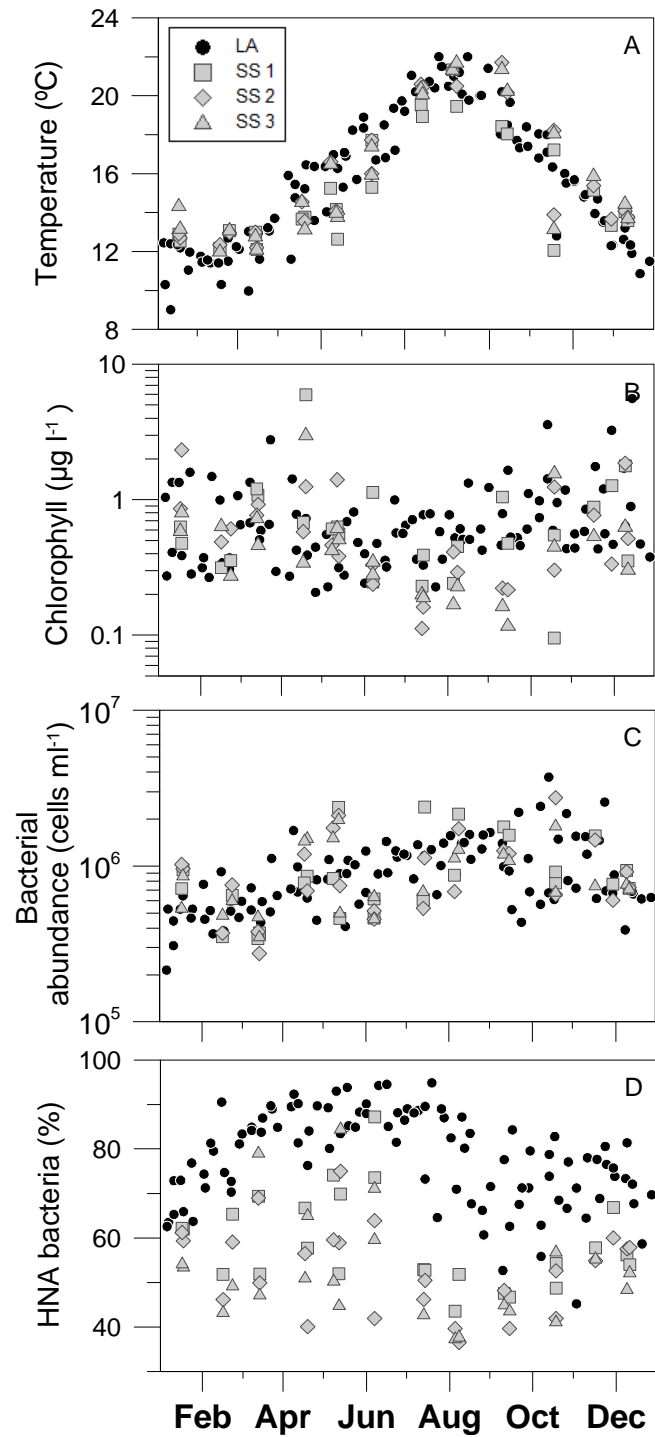 24
A
LA
SS 1
SS 2
SS 3
20
16
12
8
Temperature (ºC)
10
B
1
0.1
Chlorophyll (µg l-1)
10⁷
C
10⁶
10⁵
Bacterial
abundance (cells ml-1)
100
D
80
60
40
HNA bacteria (%)
Feb Apr Jun Aug Oct Dec